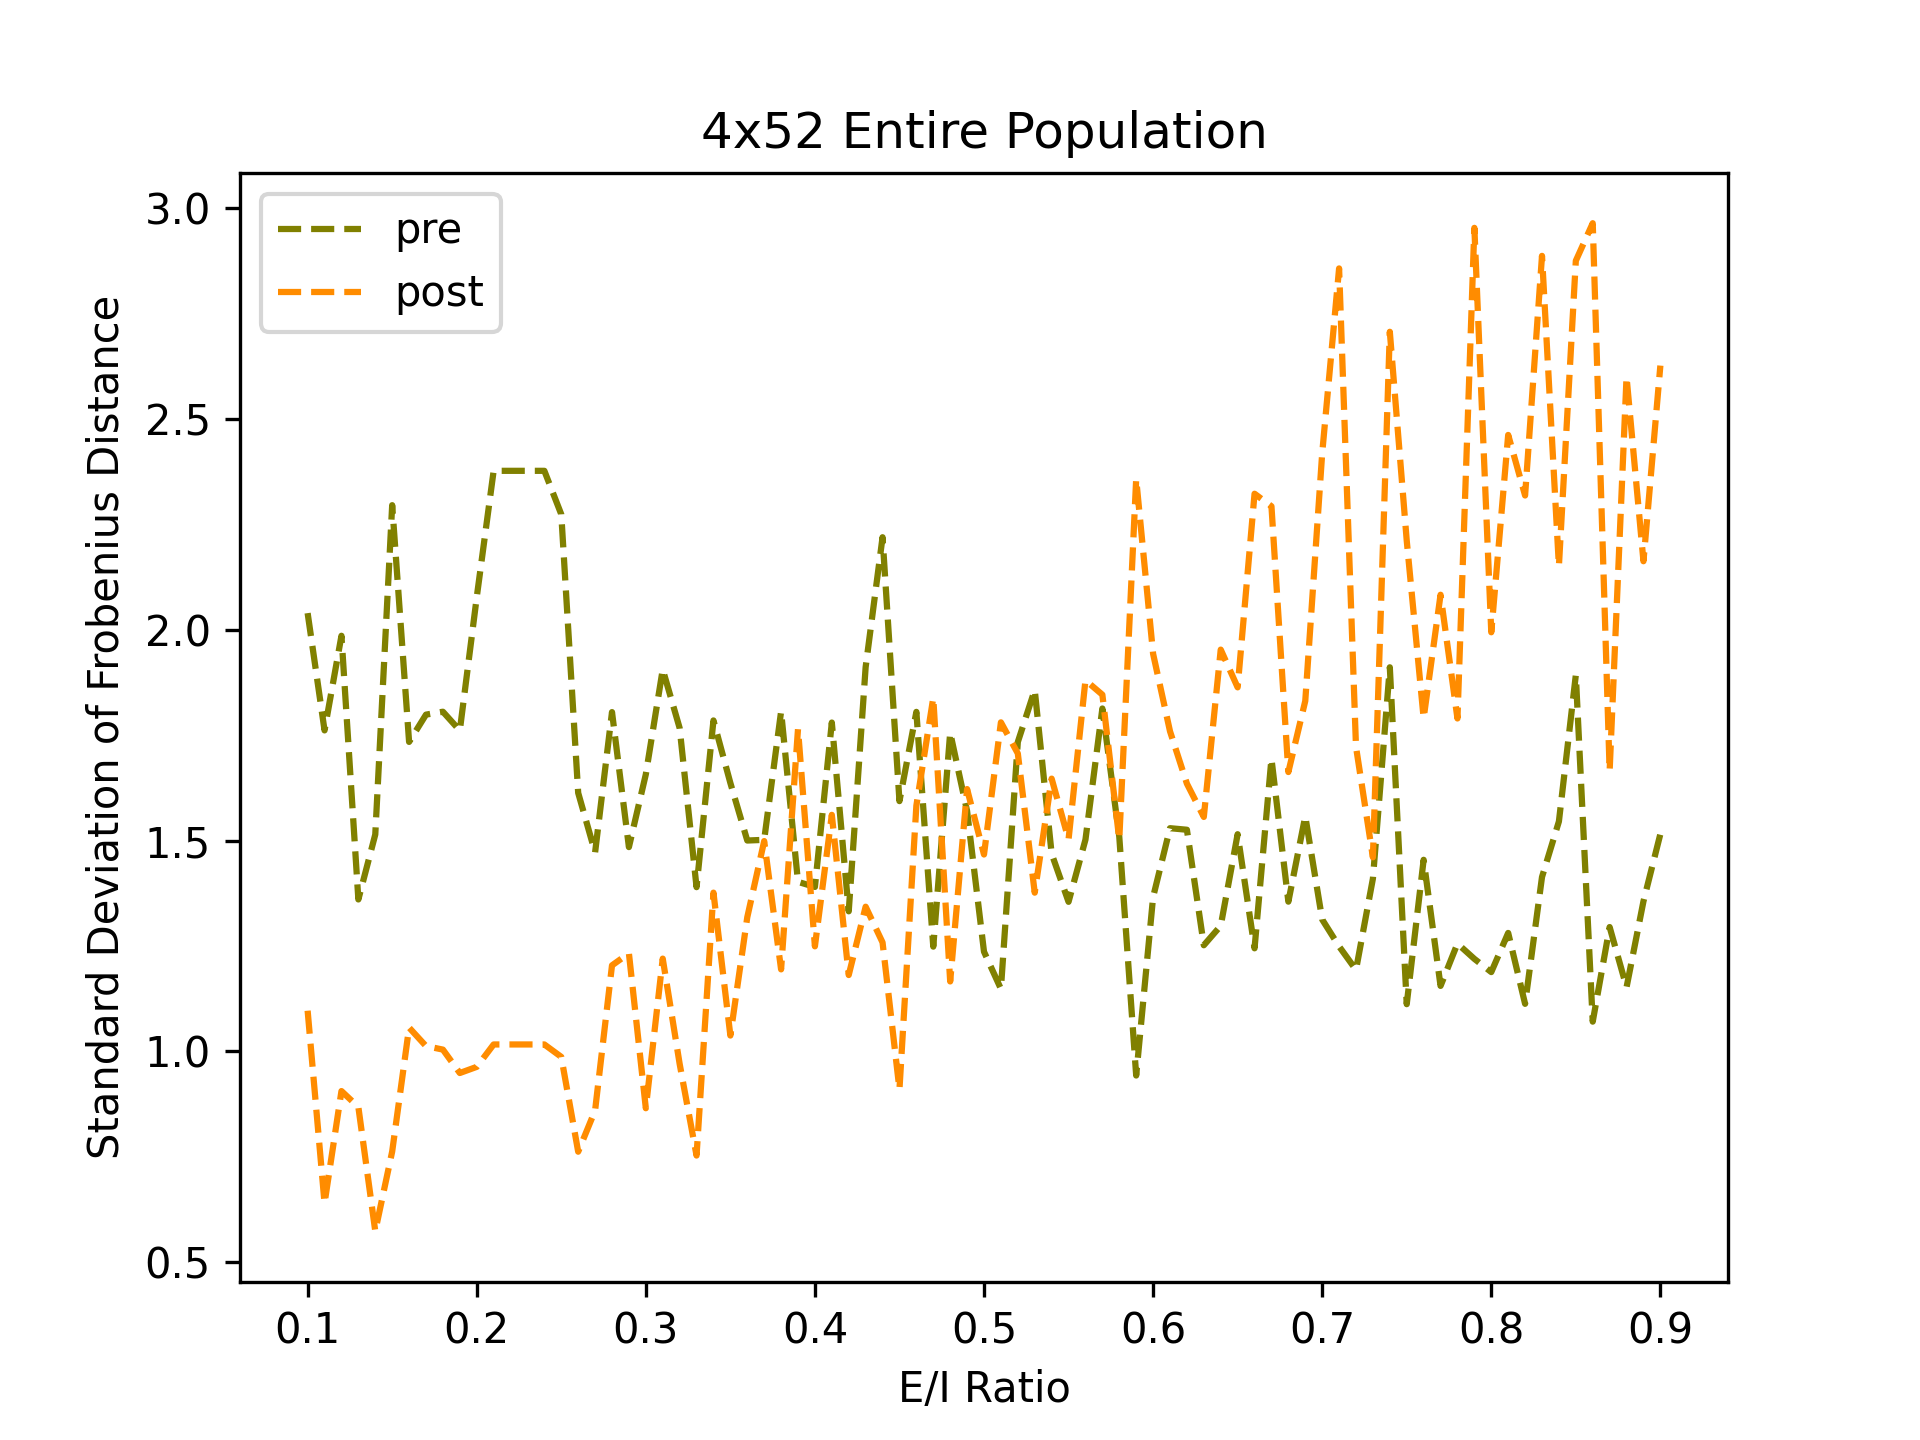 4x52 Entire Population
pre
post
Standard Deviation of Frobenius Distance
3.0
2.5
2.0
1.5
1.0
0.5
0.1 0.2 0.3 0.4 0.5 0.6 0.7 0.8 0.9
E/I Ratio